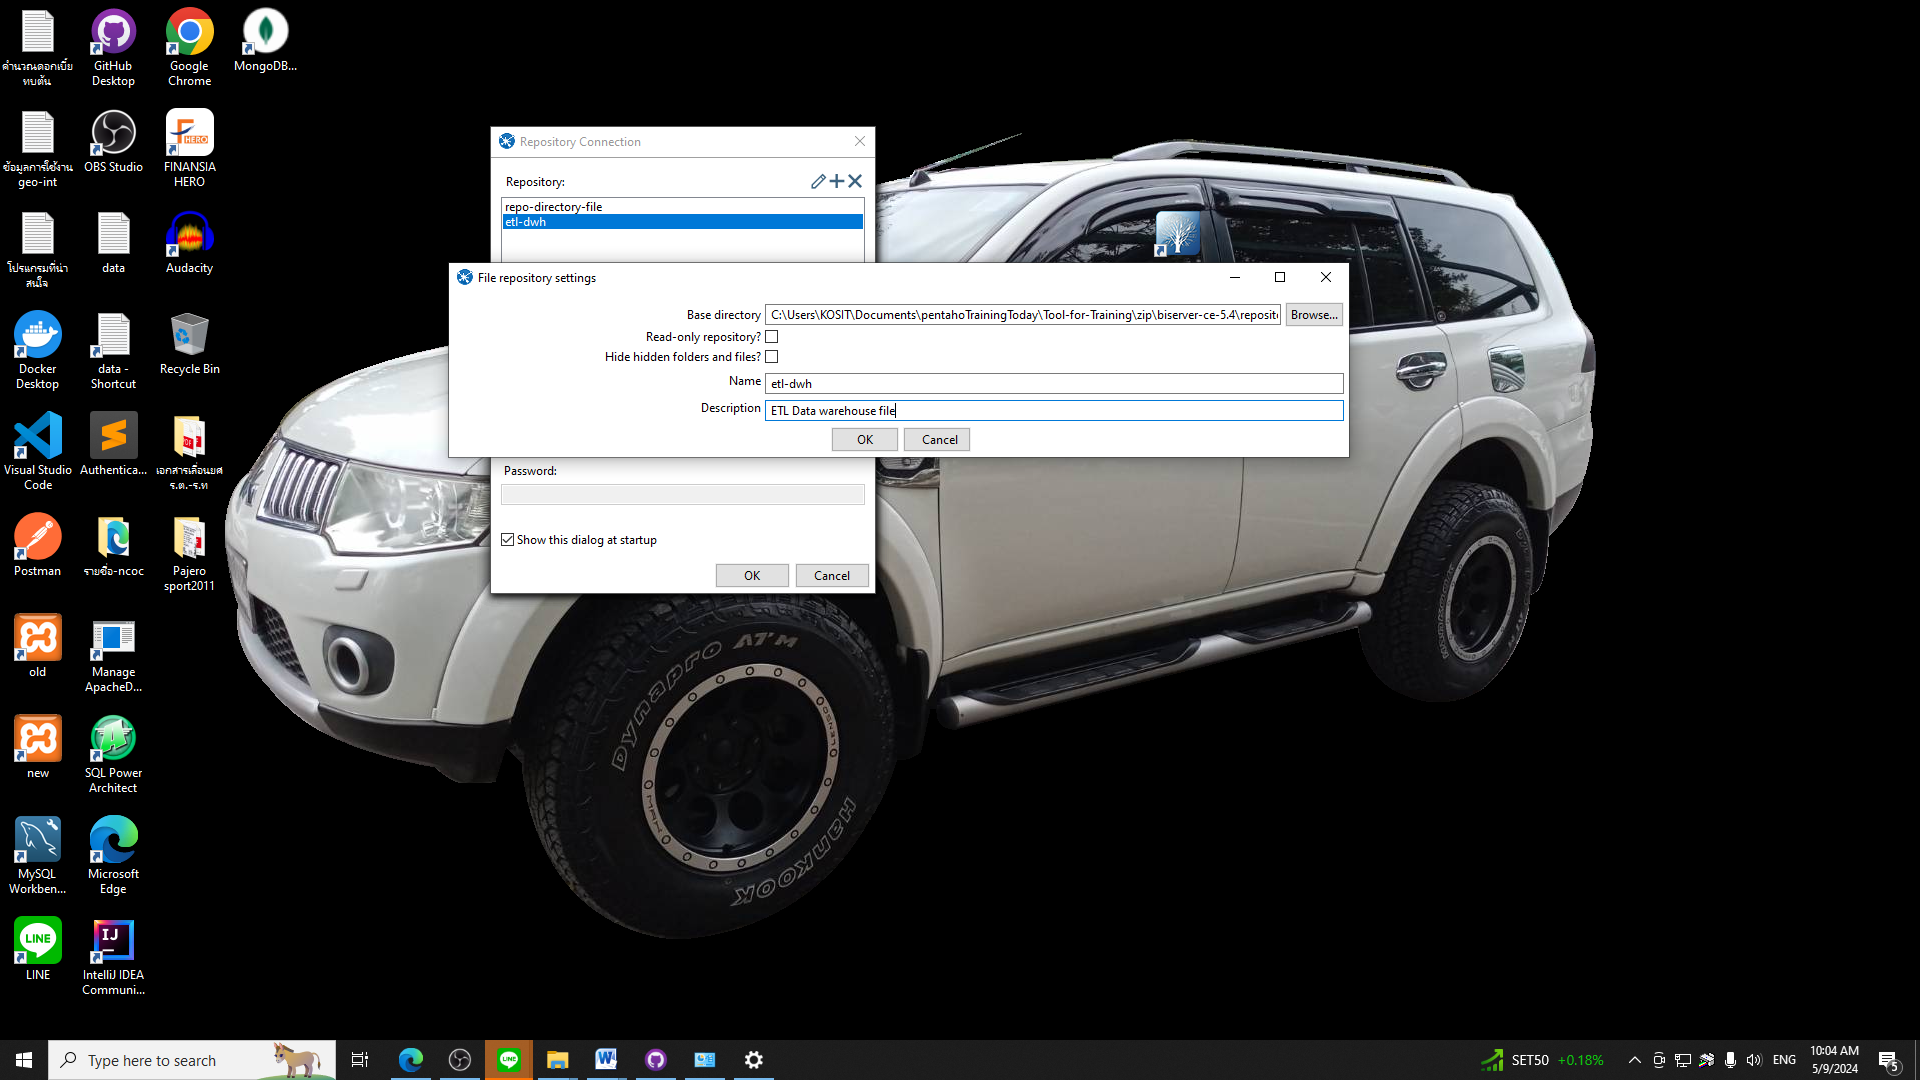 คำนวณดอกเบี้ย
ทบต้น
GitHub
Desktop
Google
Chrome
MongoDB...
ข้อมูลการใช้งาน
geo-int
OBS Studio
FINANSIA
HERO
โปรแกรมที่น่า
สนใจ
data
Audacity
Docker
Desktop
data -
Shortcut
Recycle Bin
Visual Studio
Code
Authentica...
เอกสารเลื่อนยศ
ร.ต.-ร.ท
Postman
รายชื่อ-ncoc
Pajero
sport2011
old
Manage
ApacheD...
new
SQL Power
Architect
MySQL
Workben...
Microsoft
Edge
LINE
IntelliJ IDEA
Communi...
Repository Connection
Repository:
repo-directory-file
etl-dwh
File repository settings
Base directory
C:\Users\KOSIT\Documents\pentahoTrainingToday\Tool-for-Training\zip\biserver-ce-5.4\reposit
Browse...
Read-only repository?
Hide hidden folders and files?
Name
etl-dwh
Description
ETL Data warehouse file
OK
Cancel
Password:
Show this dialog at startup
OK
Cancel
Dynapro AT'M
HANKOOK
Type here to search
SET50 +0.18%
ENG
10:04 AM
5/9/2024
5